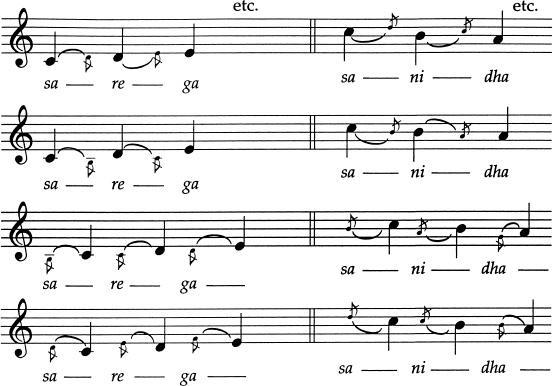 etc. etc.
sa — re — ga sa — ni — dha
sa — re — ga sa — ni — dha
sa — re — ga — sa — ni — dha —
sa — re — ga — sa — ni — dha —